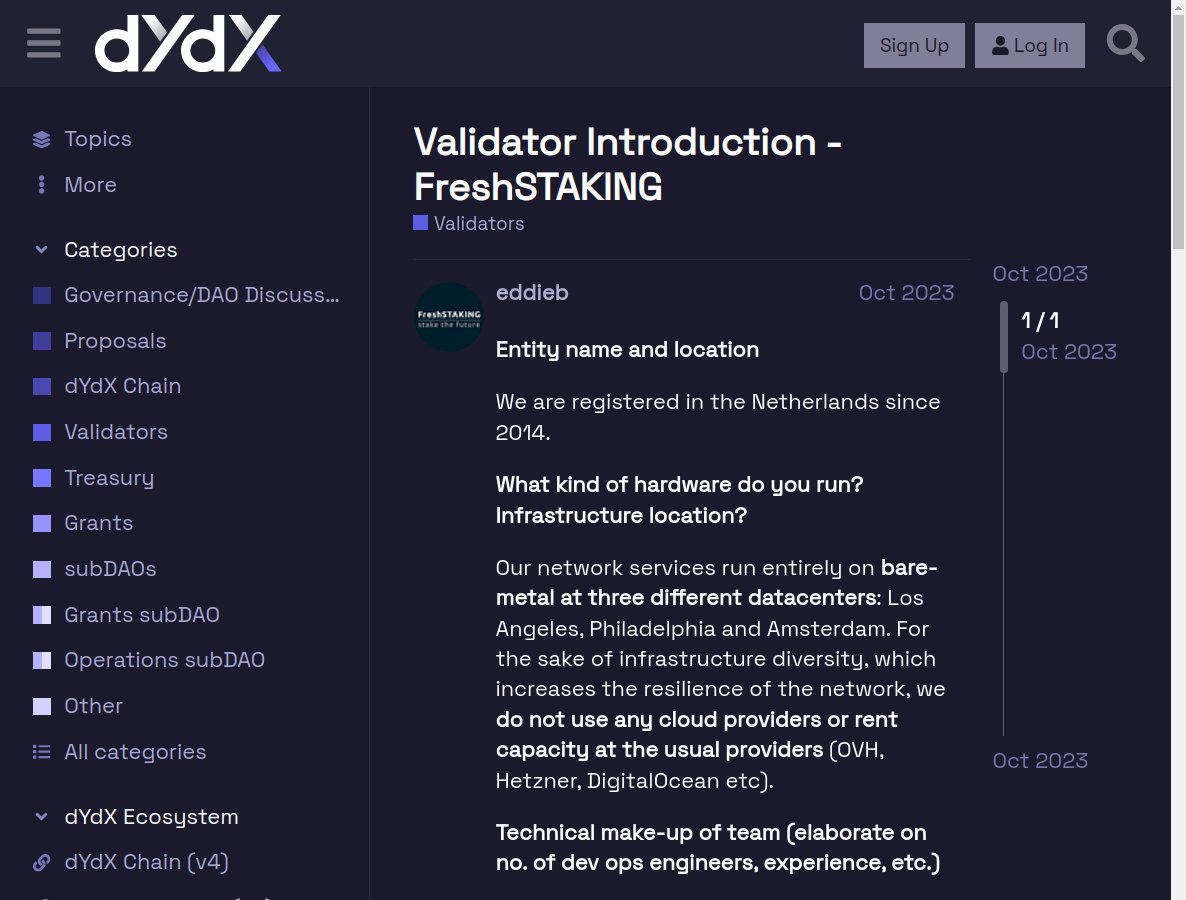 dYdX
Sign Up
Log In
Topics
More
Categories
Governance/DAO Discuss...
Proposals
dYdX Chain
Validators
Treasury
Grants
subDAOs
Grants subDAO
Operations subDAO
Other
All categories
dYdX Ecosystem
dYdX Chain (v4)
Validator Introduction -
FreshSTAKING
Validators
FreshSTAKING
stake the future
eddieb
Oct 2023
Entity name and location
We are registered in the Netherlands since
2014.
What kind of hardware do you run?
Infrastructure location?
Our network services run entirely on bare-
metal at three different datacenters: Los
Angeles, Philadelphia and Amsterdam. For
the sake of infrastructure diversity, which
increases the resilience of the network, we
do not use any cloud providers or rent
capacity at the usual providers (OVH,
Hetzner, DigitalOcean etc).
Technical make-up of team (elaborate on
no. of dev ops engineers, experience, etc.)
Oct 2023
1 / 1
Oct 2023
Oct 2023